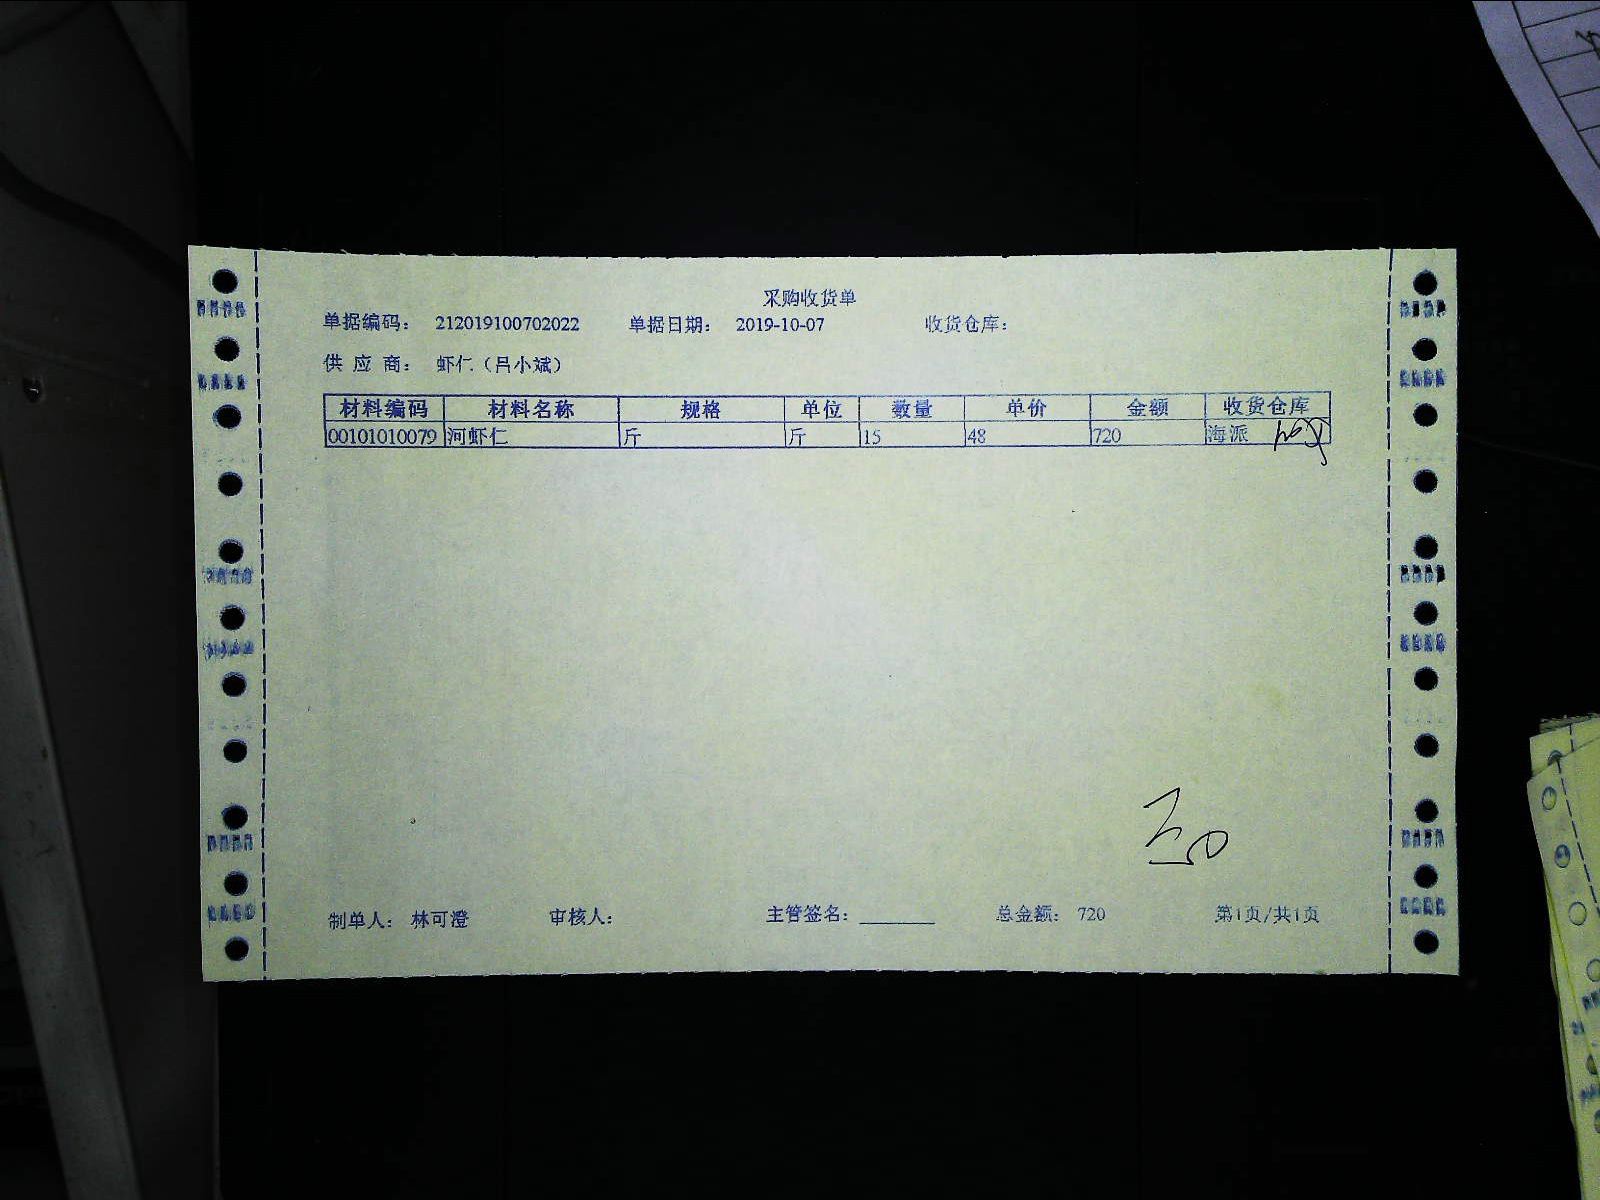 采购收货单
单据编码： 212019100702022 单据日期： 2019-10-07 收货仓库：
供 应 商： 虾仁（吕小斌）
材料编码 材料名称 规格 单位 数量 单价 金额 收货仓库
00101010079 河虾仁 斤 斤 15 48 720 海派
制单人： 林可澄 审核人： 主管签名： 总金额： 720 第1页/共1页